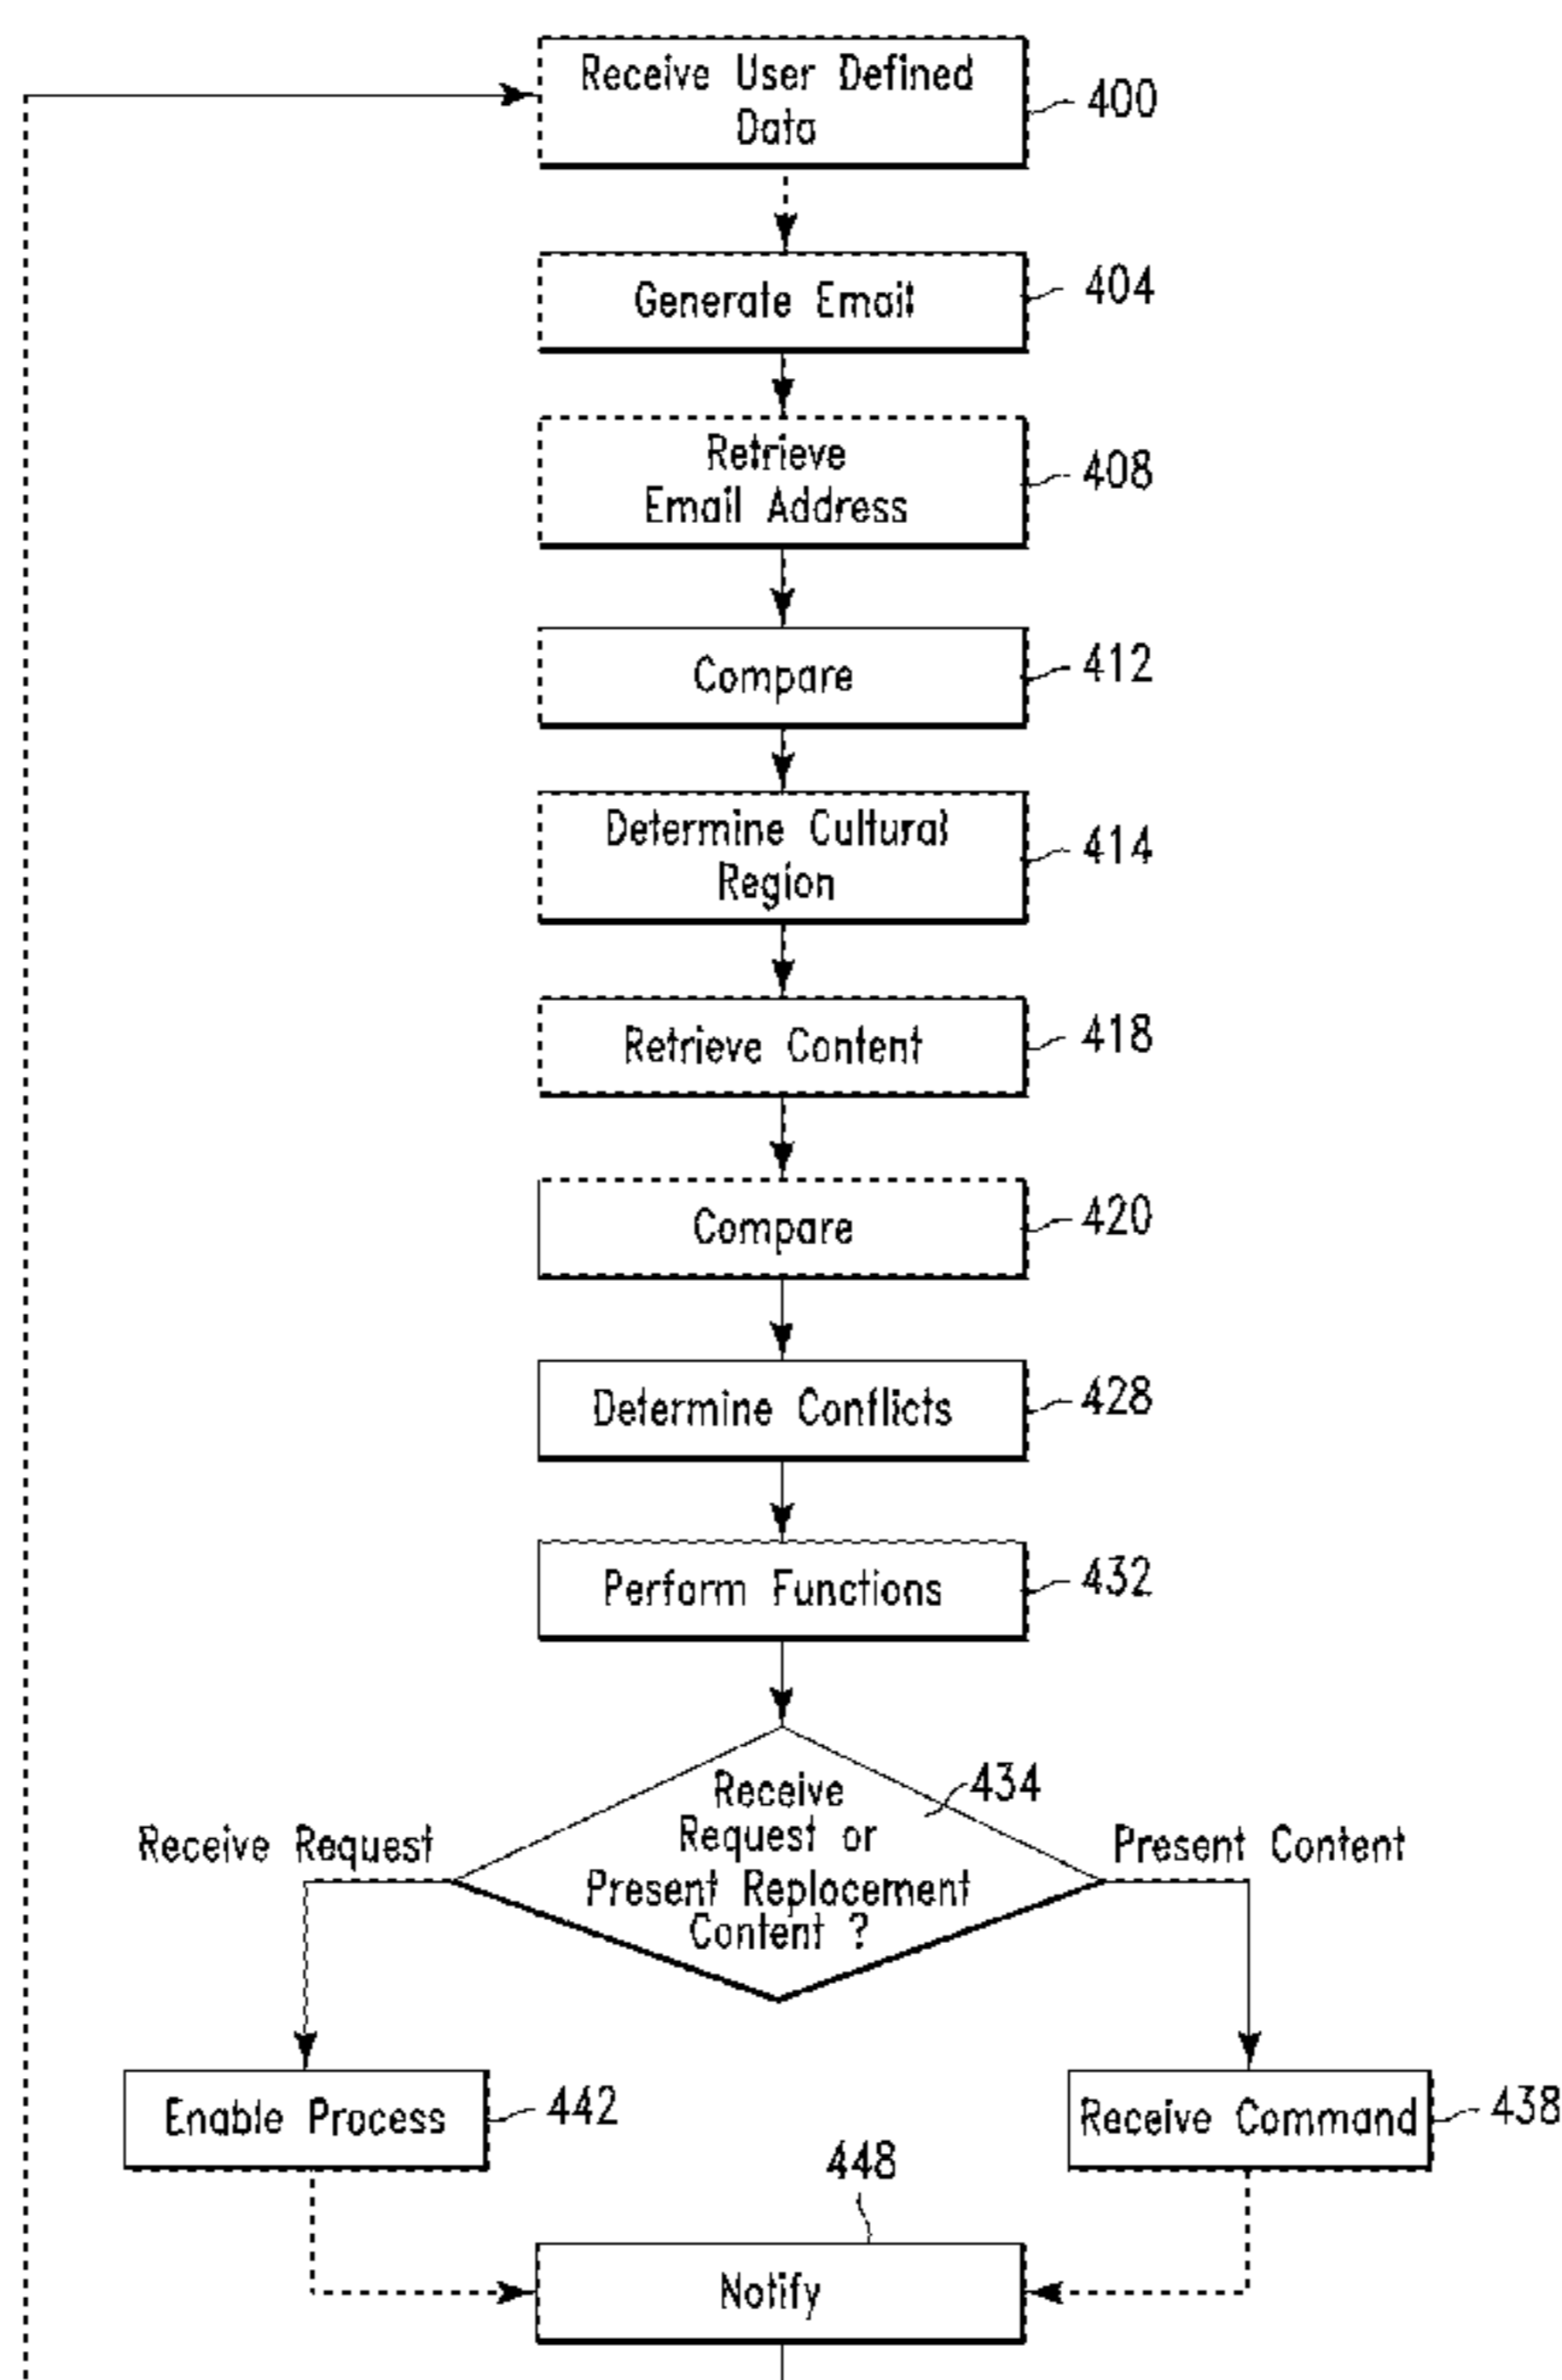 Receive User Defined
Data
400
Generate Email
404
Retrieve
Email Address
408
Compare
412
Determine Cultural
Region
414
Retrieve Content
418
Compare
420
Determine Conflicts
428
Perform Functions
432
Receive
Request or
Present Replacement
Content ?
434
Receive Request
Present Content
Enable Process
442
Receive Command
438
448
Notify